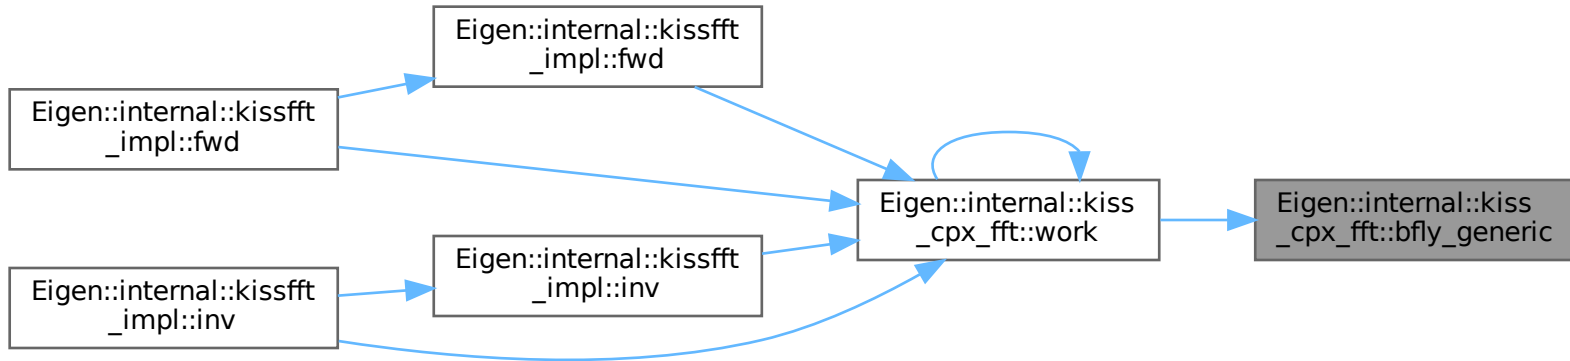 Eigen::internal::kissfft
_impl::fwd
Eigen::internal::kissfft
_impl::fwd
Eigen::internal::kiss
_cpx_fft::work
Eigen::internal::kiss
_cpx_fft::bfly_generic
Eigen::internal::kissfft
_impl::inv
Eigen::internal::kissfft
_impl::inv